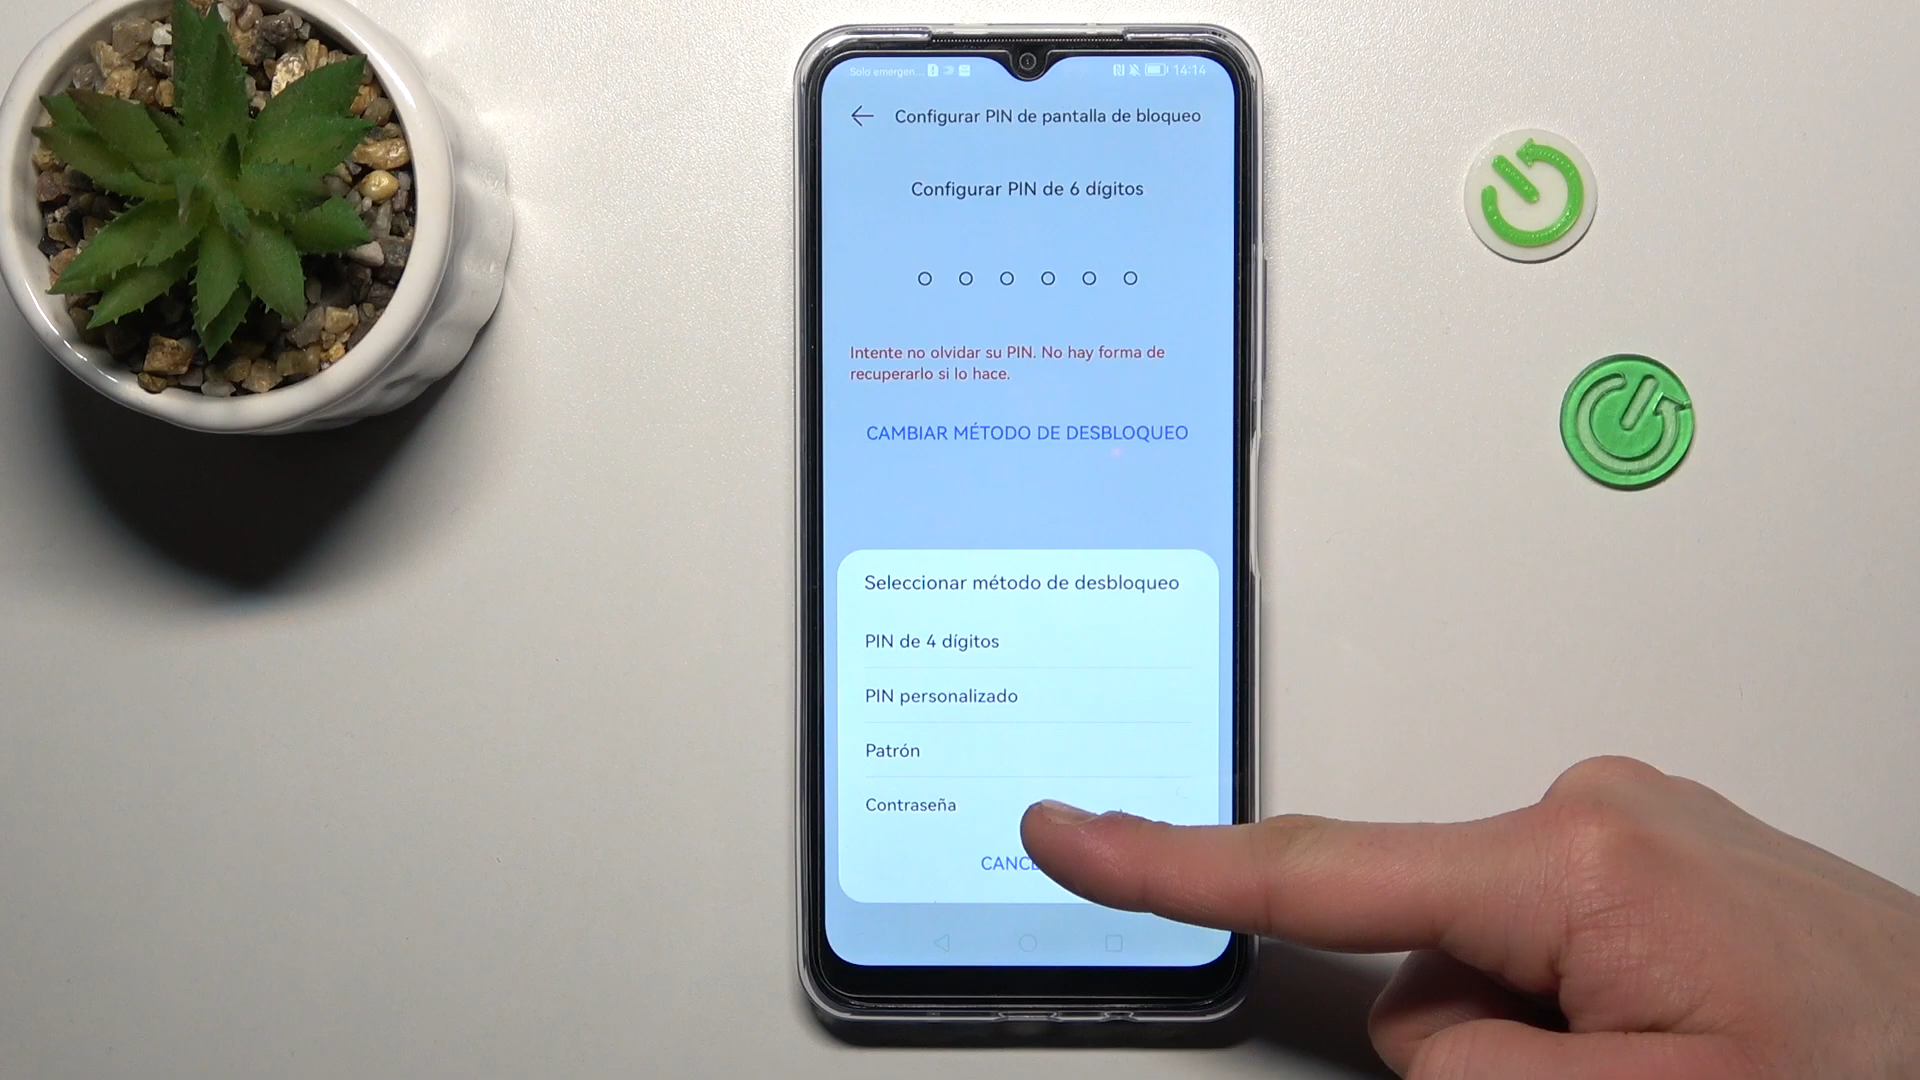 Solo emergen... 14:14
Configurar PIN de pantalla de bloqueo
Configurar PIN de 6 dígitos
Intente no olvidar su PIN. No hay forma de
recuperarlo si lo hace.
CAMBIAR MÉTODO DE DESBLOQUEO
Seleccionar método de desbloqueo
PIN de 4 dígitos
PIN personalizado
Patrón
Contraseña
CANCE